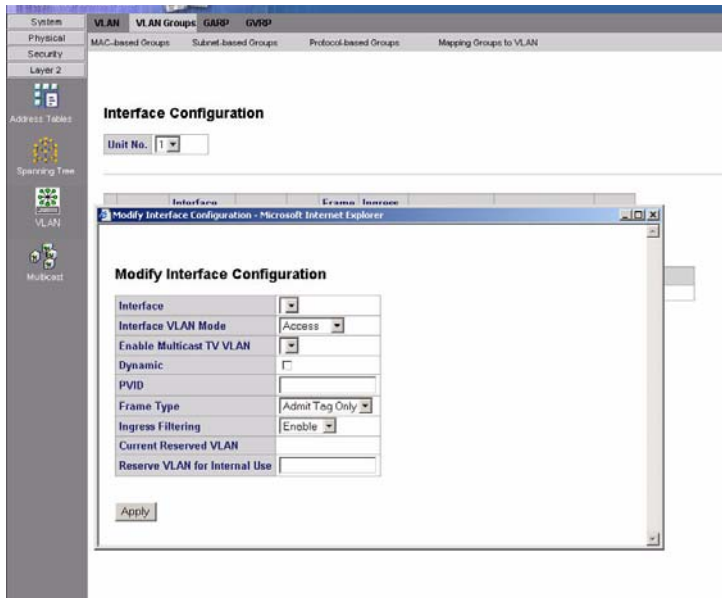 System
Physical
Security
Layer 2
Address Tables
Spanning Tree
VLAN
Multicast
VLAN VLAN Groups GARP GVRP
MAC-based Groups Subnet-based Groups Protocol-based Groups Mapping Groups to VLAN
Interface Configuration
Unit No. 1
Interface Frame Ingress
Modify Interface Configuration - Microsoft Internet Explorer
Modify Interface Configuration
Interface
Interface VLAN Mode Access
Enable Multicast TV VLAN
Dynamic
PVID
Frame Type Admit Tag Only
Ingress Filtering Enable
Current Reserved VLAN
Reserve VLAN for Internal Use
Apply